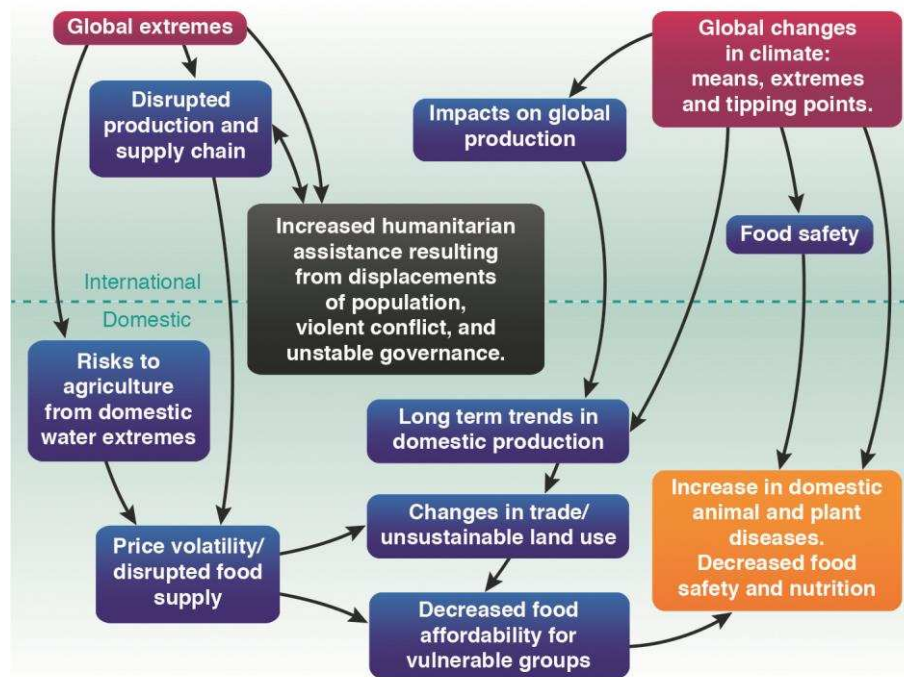 Global extremes
Global changes
in climate:
means, extremes
and tipping points.
Disrupted
production and
supply chain
Impacts on global
production
Increased humanitarian
assistance resulting
from displacements
of population,
violent conflict, and
unstable governance.
Food safety
International
Domestic
Risks to
agriculture
from domestic
water extremes
Long term trends in
domestic production
Increase in domestic
animal and plant
diseases.
Decreased food
safety and nutrition
Changes in trade/
unsustainable land use
Price volatility/
disrupted food
supply
Decreased food
affordability for
vulnerable groups